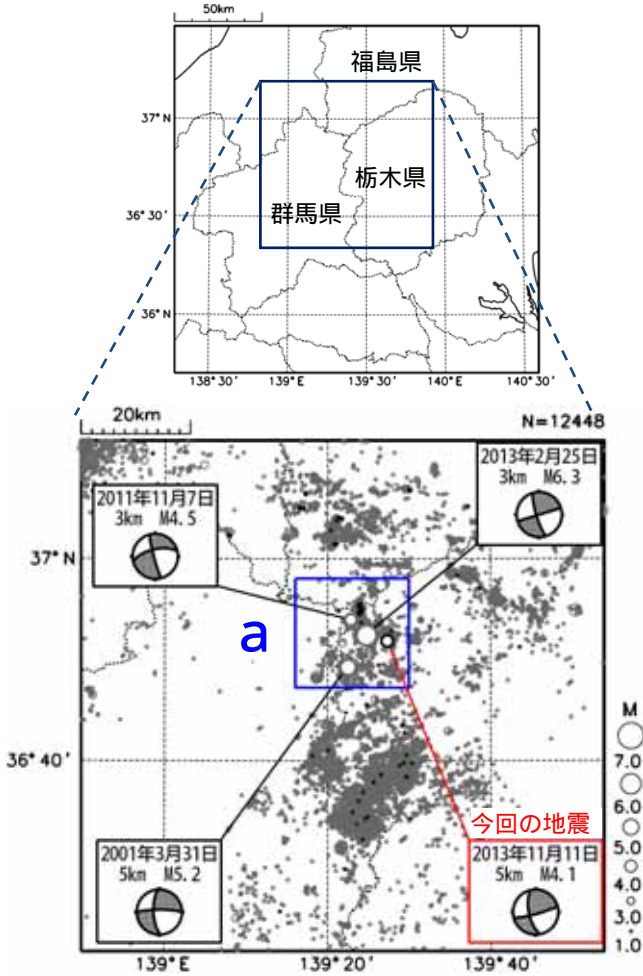 50km
福島県
37°N
栃木県
群馬県
36°30'
36°N
138°30'
139°E
139°30'
140°E
140°30'
20km
N=12448
2013年2月25日
3km M6.3
2011年11月7日
3km M4.5
37°N
a
36°40'
M
7.0
6.0
5.0
4.0
3.0
1.0
今回の地震
2001年3月31日
5km M5.2
2013年11月11日
5km M4.1
139°E
139°20'
139°40'